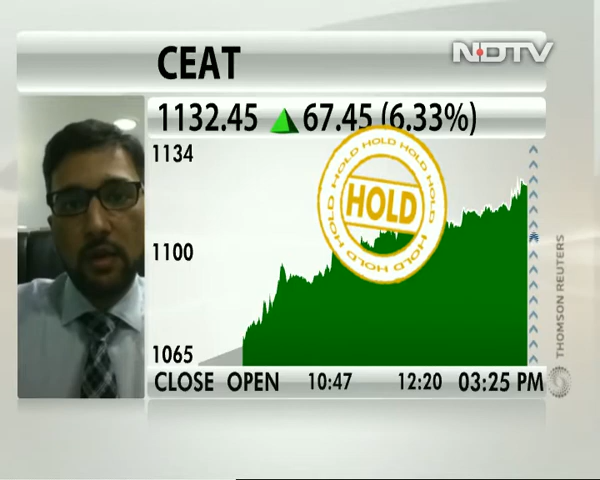 CEAT
NDTV
1132.45 67.45 (6.33%)
1134
1100
1065
HOLD HOLD HOLD HOLD HOLD HOLD HOLD
HOLD
CLOSE OPEN 10:47 12:20 03:25 PM
THOMSON REUTERS